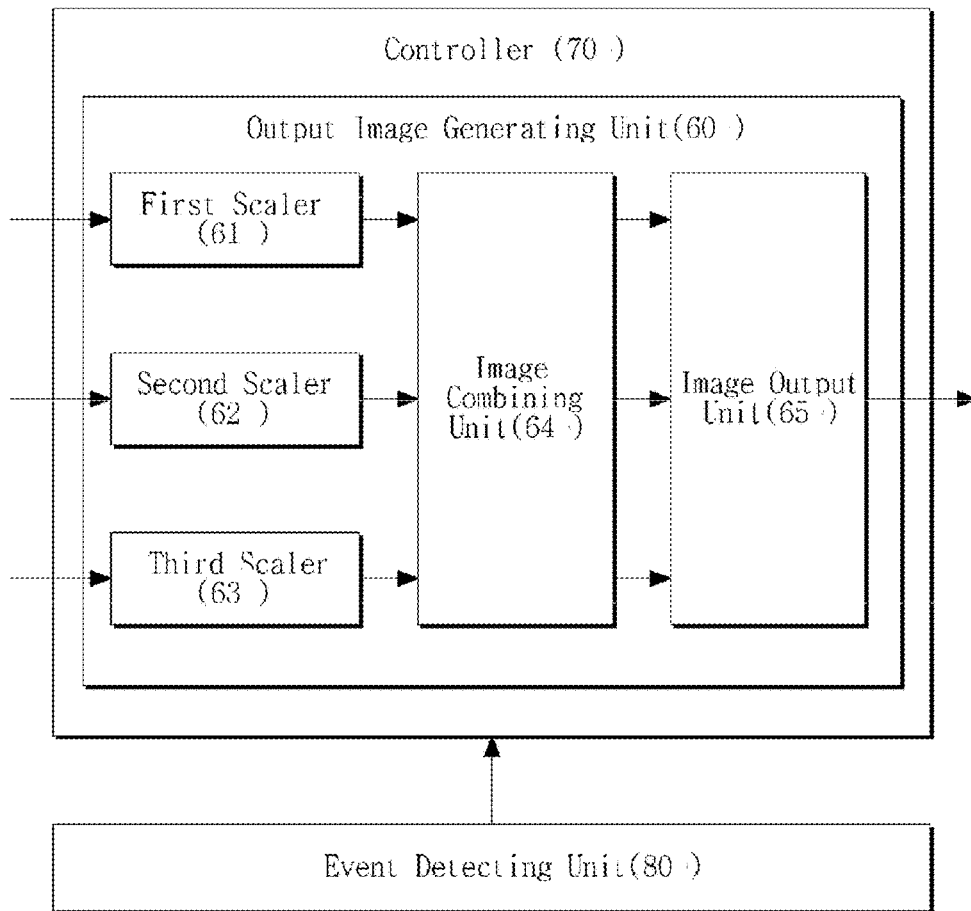 Controller (70 )
Output Image Generating Unit(60 )
First Scaler
(61 )
Second Scaler
(62 )
Third Scaler
(63 )
Image
Combining
Unit(64 )
Image Output
Unit(65 )
Event Detecting Unit(80 )